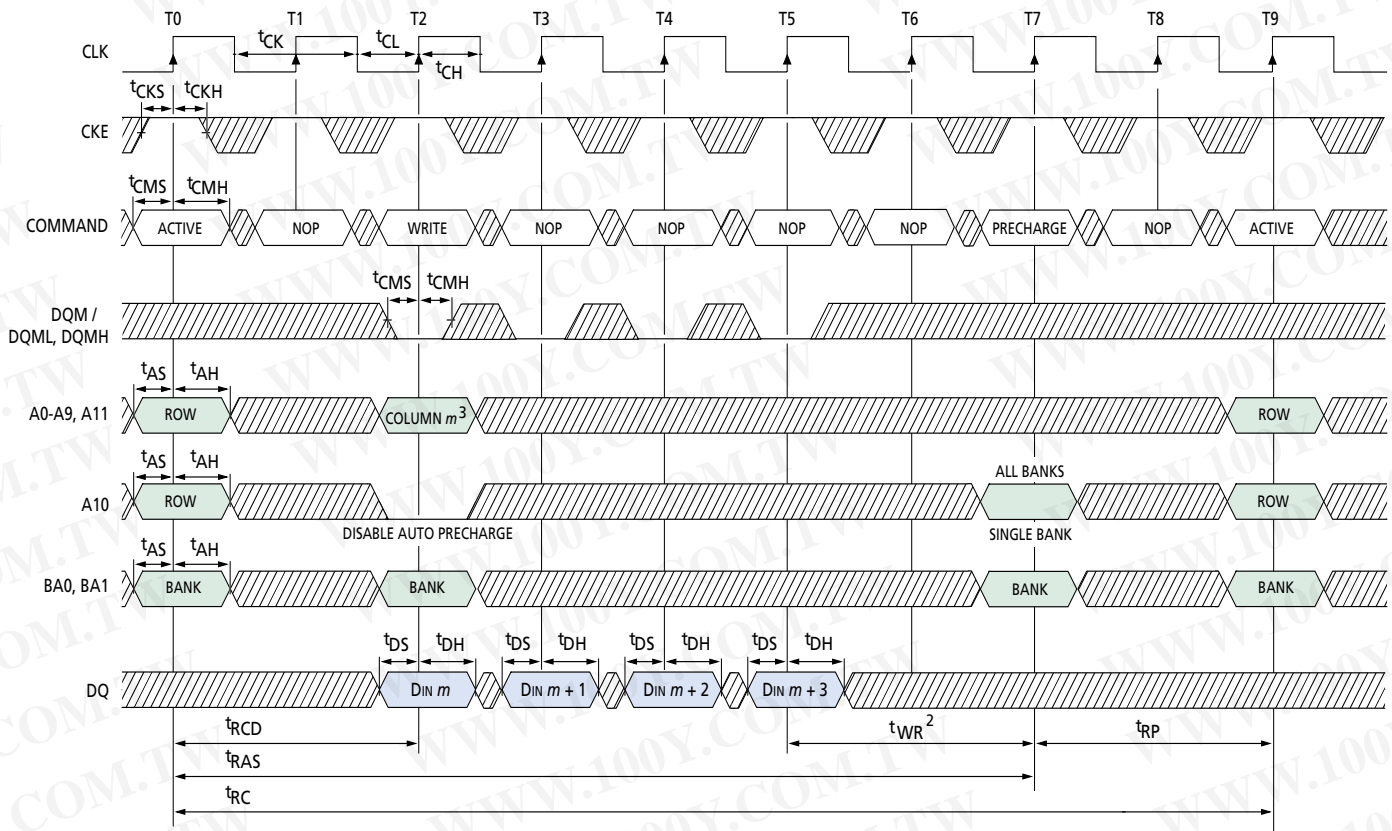 T0 T1 T2 T3 T4 T5 T6 T7 T8 T9
CLK
tCK tCL
tCH
tCKS tCKH
CKE
tCMS tCMH
COMMAND ACTIVE NOP WRITE NOP NOP NOP NOP PRECHARGE NOP ACTIVE
tCMS tCMH
DQM /
DQML, DQMH
tAS tAH
A0-A9, A11 ROW COLUMN m3 ROW
tAS tAH ALL BANKS
A10 ROW ROW
DISABLE AUTO PRECHARGE SINGLE BANK
tAS tAH
BA0, BA1 BANK BANK BANK BANK
tDS tDH tDS tDH tDS tDH tDS tDH
DQ DIN m DIN m + 1 DIN m + 2 DIN m + 3
tRCD tWR2 tRP
tRAS
tRC
WWW.100Y.COM.TW